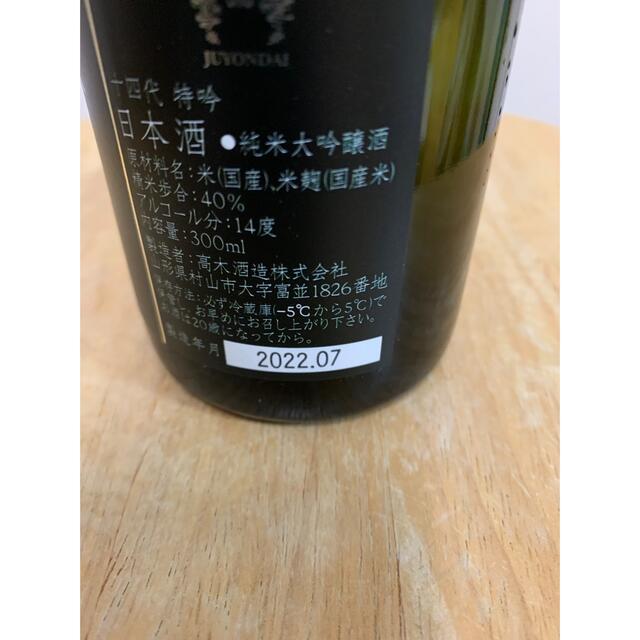 JUYONDAI
十四代 特吟
日本酒 ●純米大吟醸酒
原材料名：米(国産)、米麹(国産米)
精米歩合：40%
アルコール分：14度
内容量：300ml
製造者：高木酒造株式会社
山形県村山市大字富並1826番地
保存方法：必ず冷蔵庫(-5℃から5℃)で
お早めにお召し上がり下さい。
お酒は20歳になってから。
製造年月 2022.07